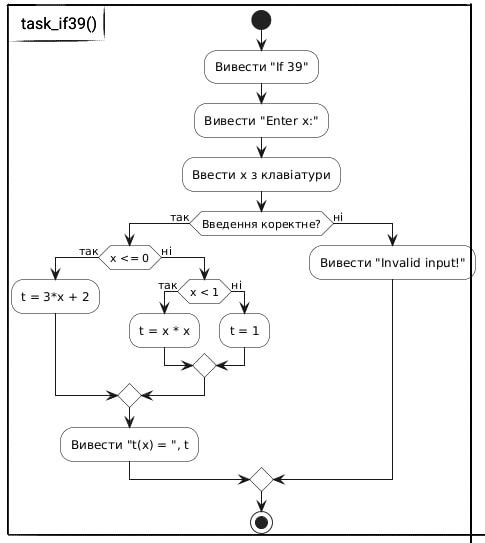 task_if39()
Вивести "If 39"
Вивести "Enter x:"
Ввести x з клавіатури
так
Введення коректне?
ні
так
x <= 0
ні
Вивести "Invalid input!"
t = 3*x + 2
так
x < 1
ні
t = x * x
t = 1
Вивести "t(x) = ", t